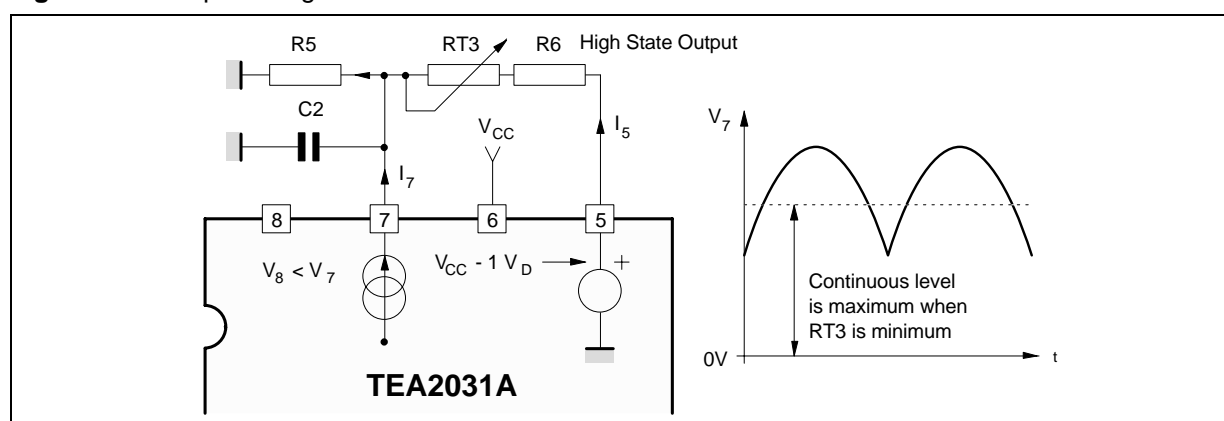 R5
RT3
R6
High State Output
C2
VCC
I5
I7
8
7
6
5
V8 < V7
VCC - 1 VD
+
TEA2031A
V7
Continuous level
is maximum when
RT3 is minimum
0V
t